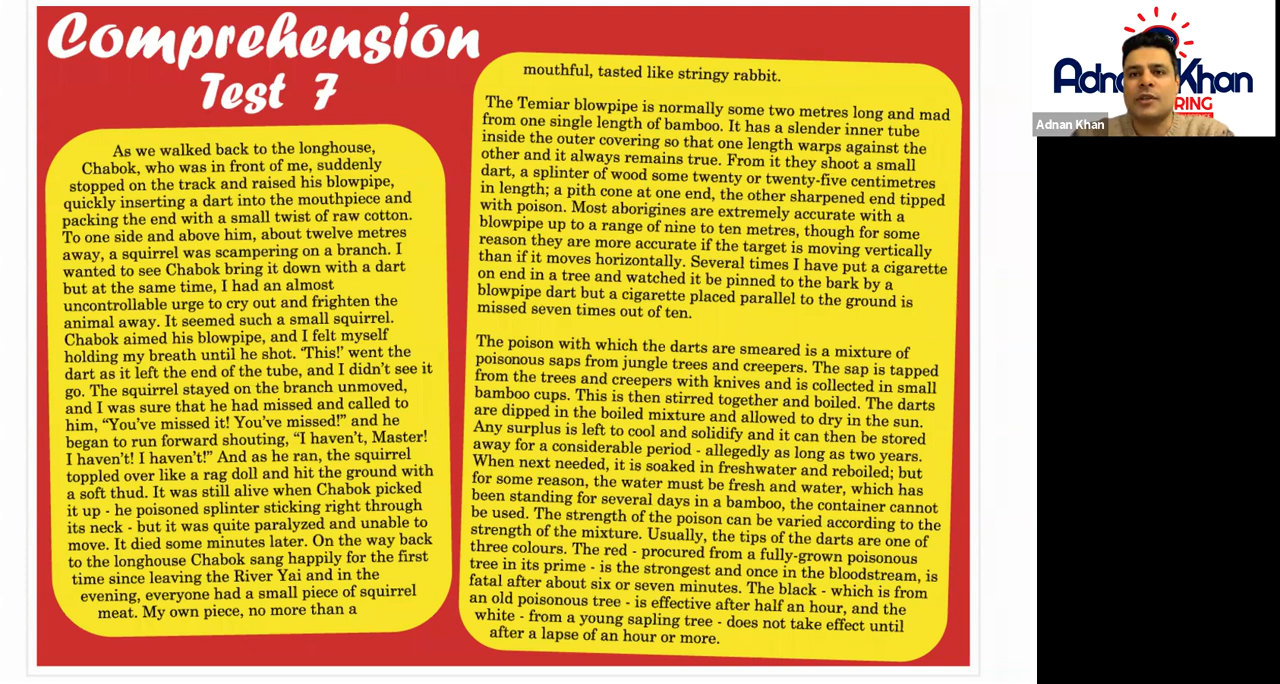 Comprehension
Test 7
As we walked back to the longhouse,
Chabok, who was in front of me, suddenly
stopped on the track and raised his blowpipe,
quickly inserting a dart into the mouthpiece and
packing the end with a small twist of raw cotton.
To one side and above him, about twelve metres
away, a squirrel was scampering on a branch. I
wanted to see Chabok bring it down with a dart
but at the same time, I had an almost
uncontrollable urge to cry out and frighten the
animal away. It seemed such a small squirrel.
Chabok aimed his blowpipe, and I felt myself
holding my breath until he shot. 'This!' went the
dart as it left the end of the tube, and I didn't see it
go. The squirrel stayed on the branch unmoved,
and I was sure that he had missed and called to
him, "You've missed it! You've missed!" and he
began to run forward shouting, "I haven't, Master!
I haven't! I haven't!" And as he ran, the squirrel
toppled over like a rag doll and hit the ground with
a soft thud. It was still alive when Chabok picked
it up - he poisoned splinter sticking right through
its neck - but it was quite paralyzed and unable to
move. It died some minutes later. On the way back
to the longhouse Chabok sang happily for the first
time since leaving the River Yai and in the
evening, everyone had a small piece of squirrel
meat. My own piece, no more than a
mouthful, tasted like stringy rabbit.
The Temiar blowpipe is normally some two metres long and mad
from one single length of bamboo. It has a slender inner tube
inside the outer covering so that one length warps against the
other and it always remains true. From it they shoot a small
dart, a splinter of wood some twenty or twenty-five centimetres
in length; a pith cone at one end, the other sharpened end tipped
with poison. Most aborigines are extremely accurate with a
blowpipe up to a range of nine to ten metres, though for some
reason they are more accurate if the target is moving vertically
than if it moves horizontally. Several times I have put a cigarette
on end in a tree and watched it be pinned to the bark by a
blowpipe dart but a cigarette placed parallel to the ground is
missed seven times out of ten.
The poison with which the darts are smeared is a mixture of
poisonous saps from jungle trees and creepers. The sap is tapped
from the trees and creepers with knives and is collected in small
bamboo cups. This is then stirred together and boiled. The darts
are dipped in the boiled mixture and allowed to dry in the sun.
Any surplus is left to cool and solidify and it can then be stored
away for a considerable period - allegedly as long as two years.
When next needed, it is soaked in freshwater and reboiled; but
for some reason, the water must be fresh and water, which has
been standing for several days in a bamboo, the container cannot
be used. The strength of the poison can be varied according to the
strength of the mixture. Usually, the tips of the darts are one of
three colours. The red - procured from a fully-grown poisonous
tree in its prime - is the strongest and once in the bloodstream, is
fatal after about six or seven minutes. The black - which is from
an old poisonous tree - is effective after half an hour, and the
white - from a young sapling tree - does not take effect until
after a lapse of an hour or more.
Khan
Adnan Khan